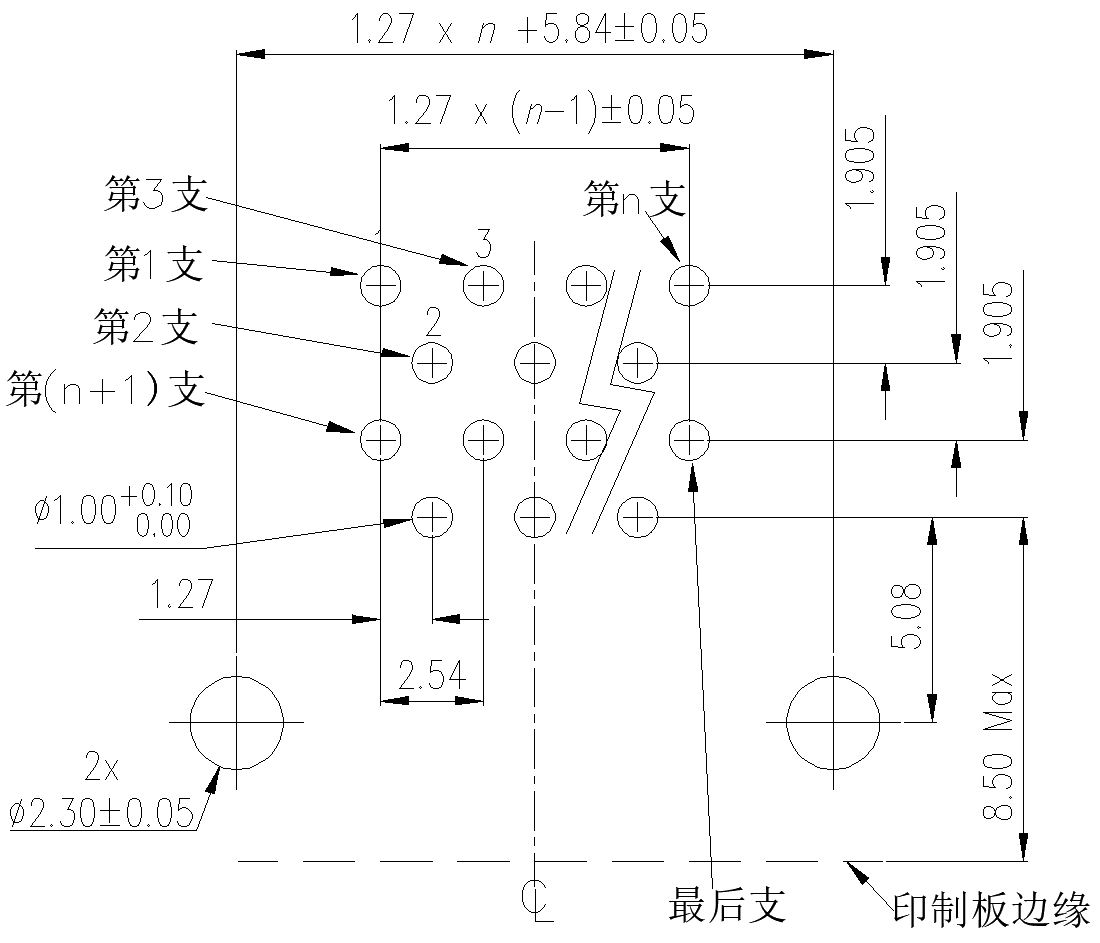 1.27 x n +5.84±0.05
1.27 x (n-1)±0.05
第3支
第n支
1.905
1.905
1.905
1
3
第1支
第2支
2
第(n+1)支
ø1.00+0.10 0.00
1.27
2.54
5.08
8.50 Max
2x
ø2.30±0.05
℄
最后支
印制板边缘